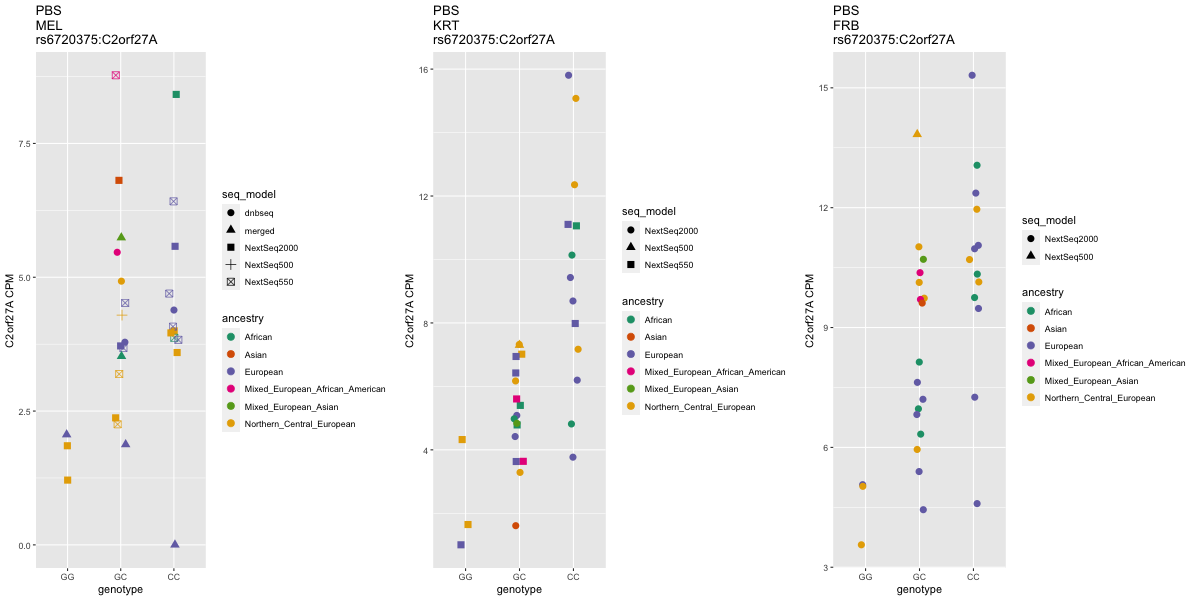 PBS
MEL
rs6720375:C2orf27A
C2orf27A CPM
7.5
5.0
2.5
0.0
GG
GC
CC
genotype
seq_model
dnbseq
merged
NextSeq2000
NextSeq500
NextSeq550
ancestry
African
Asian
European
Mixed_European_African_American
Mixed_European_Asian
Northern_Central_European
PBS
KRT
rs6720375:C2orf27A
C2orf27A CPM
16
12
8
4
GG
GC
CC
genotype
seq_model
NextSeq2000
NextSeq500
NextSeq550
ancestry
African
Asian
European
Mixed_European_African_American
Mixed_European_Asian
Northern_Central_European
PBS
FRB
rs6720375:C2orf27A
C2orf27A CPM
15
12
9
6
3
GG
GC
CC
genotype
seq_model
NextSeq2000
NextSeq500
ancestry
African
Asian
European
Mixed_European_African_American
Mixed_European_Asian
Northern_Central_European